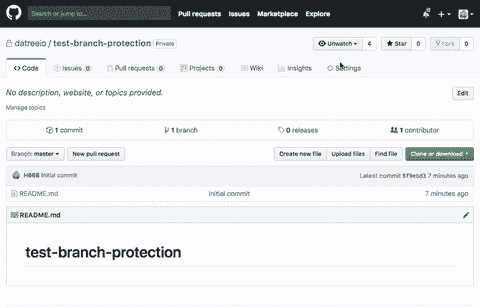 Search or jump to... Pull requests Issues Marketplace Explore
datreeio / test-branch-protection Private Unwatch 4 Star 0 Fork 0
Code Issues 0 Pull requests 0 Projects 0 Wiki Insights Settings
No description, website, or topics provided. Edit
Manage topics
1 commit 1 branch 0 releases 1 contributor
Branch: master New pull request Create new file Upload files Find file Clone or download
H668 Initial commit Latest commit 8f9ebd3 7 minutes ago
README.md Initial commit 7 minutes ago
README.md
test-branch-protection